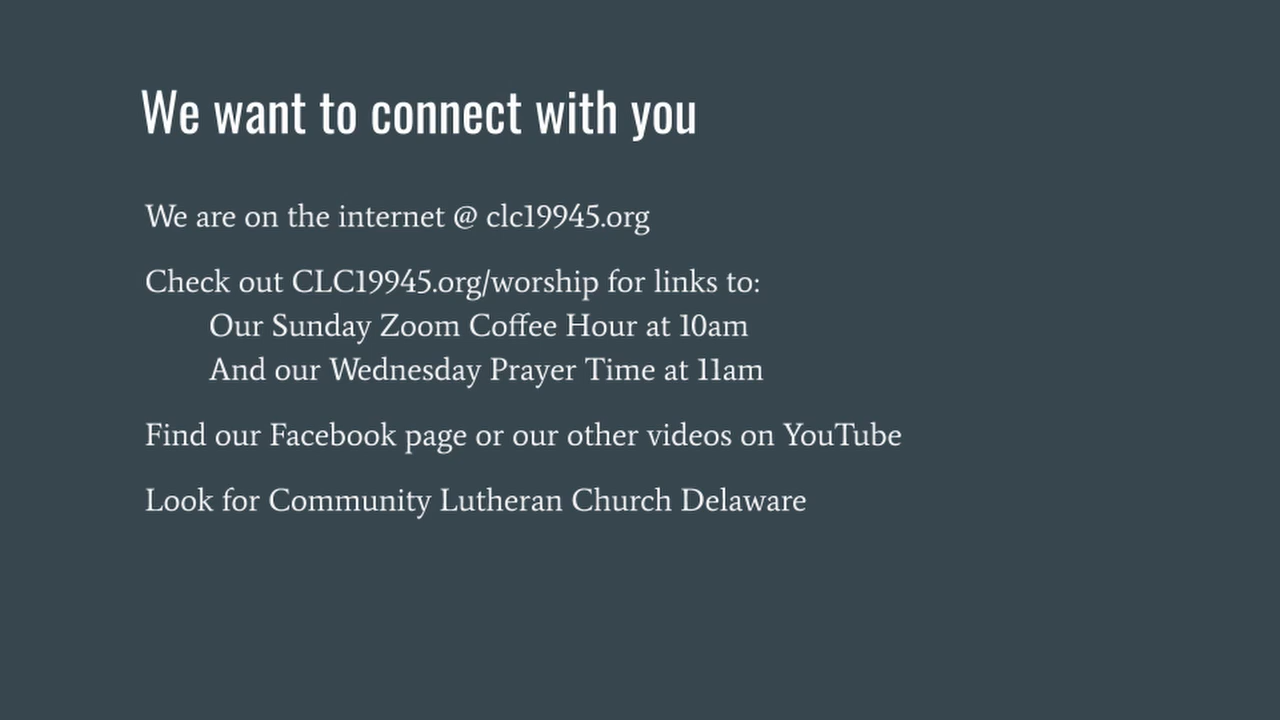 We want to connect with you
We are on the internet @ clc19945.org
Check out CLC19945.org/worship for links to:
Our Sunday Zoom Coffee Hour at 10am
And our Wednesday Prayer Time at 11am
Find our Facebook page or our other videos on YouTube
Look for Community Lutheran Church Delaware